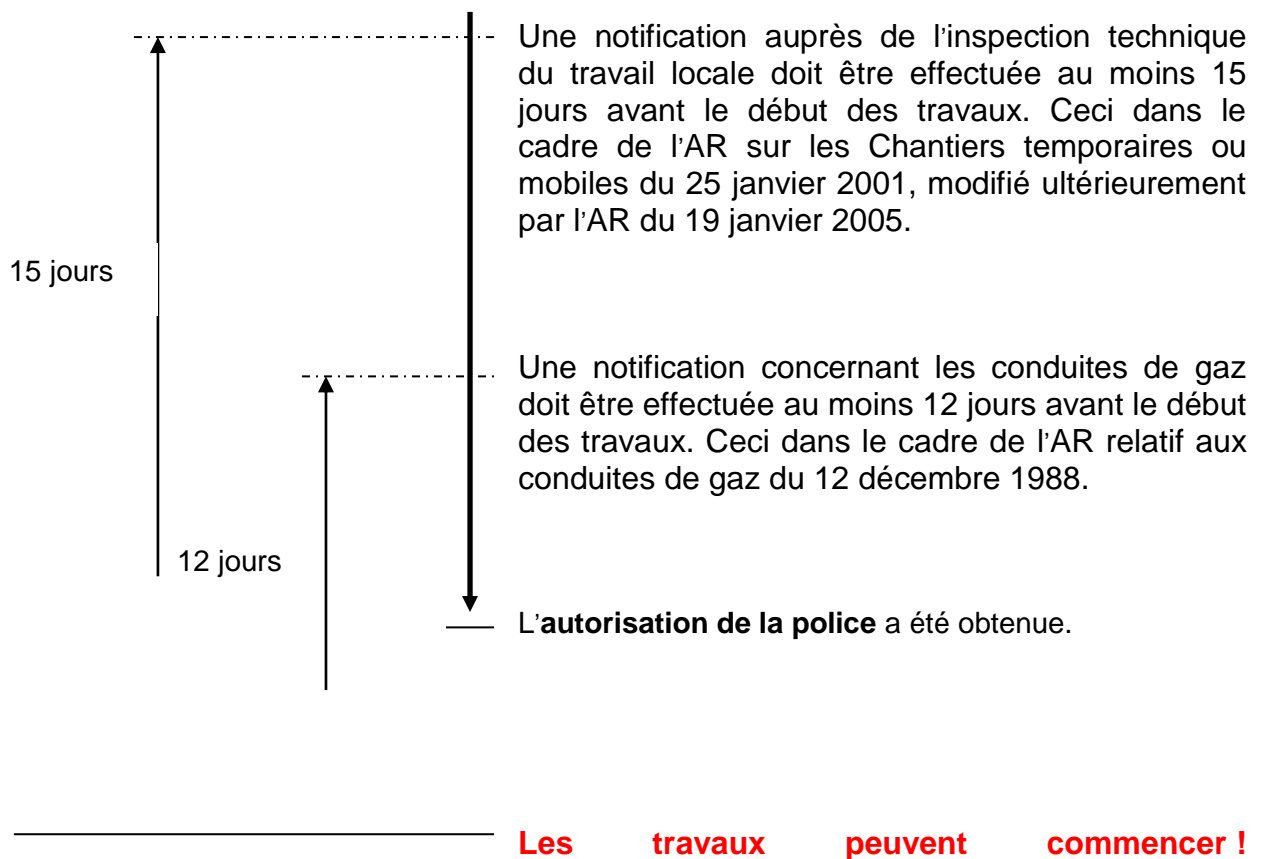 Une notification auprès de l'inspection technique
du travail locale doit être effectuée au moins 15
jours avant le début des travaux. Ceci dans le
cadre de l'AR sur les Chantiers temporaires ou
mobiles du 25 janvier 2001, modifié ultérieurement
par l'AR du 19 janvier 2005.
15 jours
Une notification concernant les conduites de gaz
doit être effectuée au moins 12 jours avant le début
des travaux. Ceci dans le cadre de l'AR relatif aux
conduites de gaz du 12 décembre 1988.
12 jours
L'autorisation de la police a été obtenue.
Les travaux peuvent commencer !